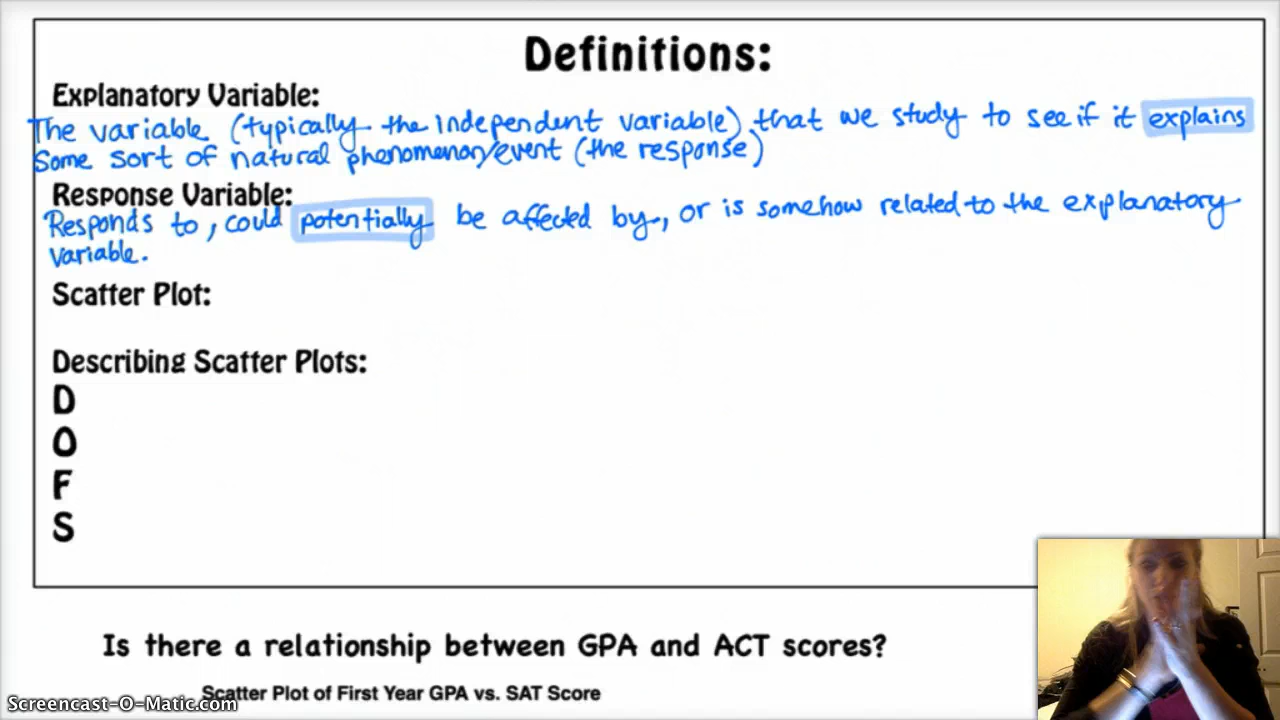 Definitions:
Explanatory Variable:
The variable (typically the independent variable) that we study to see if it explains
some sort of natural phenomenon/event (the response)
Response Variable:
Responds to, could potentially be affected by, or is somehow related to the explanatory
variable.
Scatter Plot:
Describing Scatter Plots:
D
O
F
S
Is there a relationship between GPA and ACT scores?
Scatter Plot of First Year GPA vs. SAT Score
Screencast-O-Matic.com